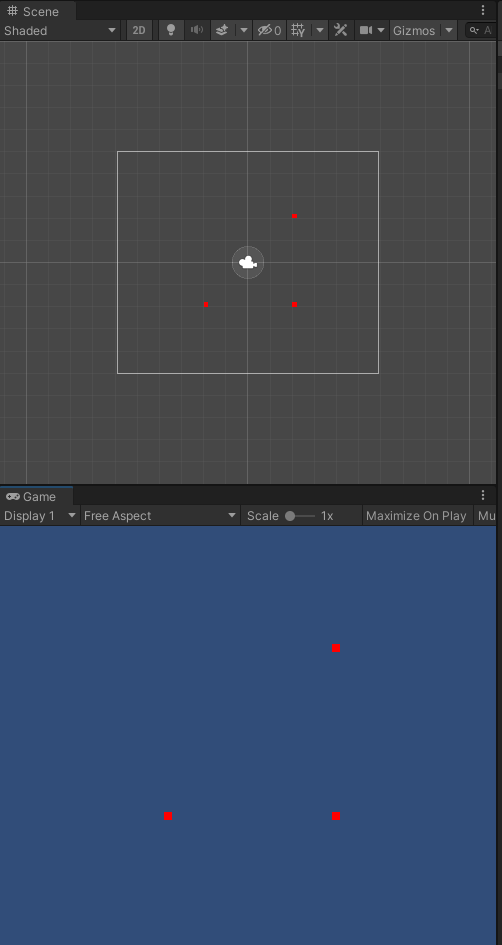 Scene
Shaded 2D 0 Gizmos A
Game
Display 1 Free Aspect Scale 1x Maximize On Play Mu